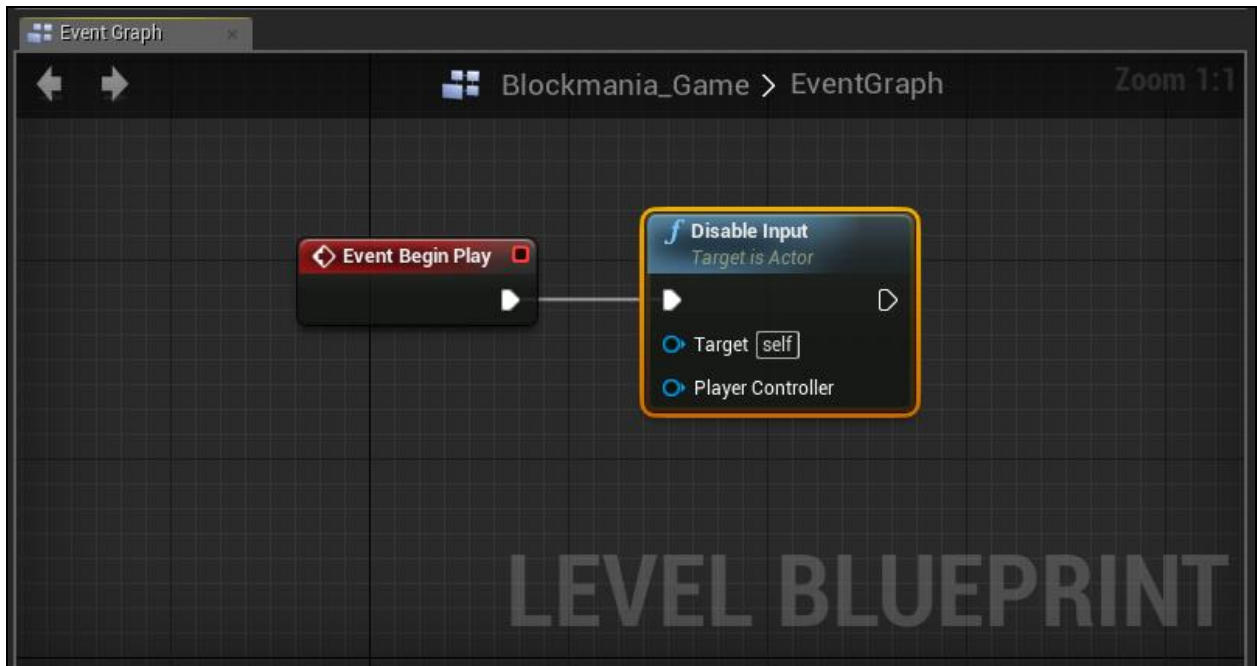 Event Graph
Blockmania_Game > EventGraph
Zoom 1:1
Event Begin Play
f Disable Input
Target is Actor
Target self
Player Controller
LEVEL BLUEPRINT